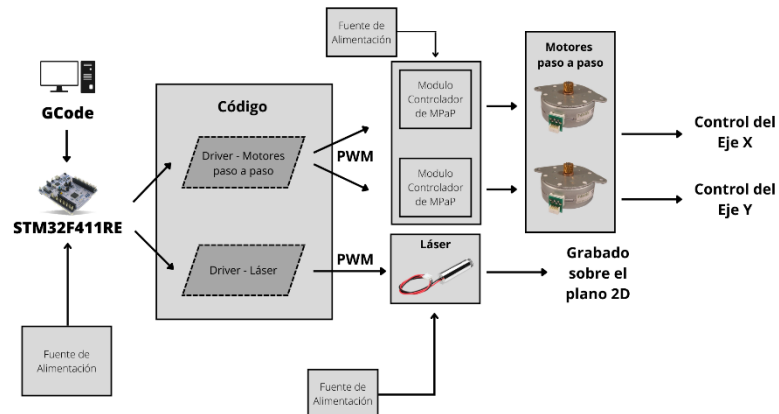 Fuente de
Alimentación
GCode
STM32F411RE
Fuente de
Alimentación
Código
Driver - Motores
paso a paso
Driver - Láser
PWM
PWM
Modulo
Controlador
de MPaP
Modulo
Controlador
de MPaP
Láser
Fuente de
Alimentación
Motores
paso a paso
Control del
Eje X
Control del
Eje Y
Grabado
sobre el
plano 2D